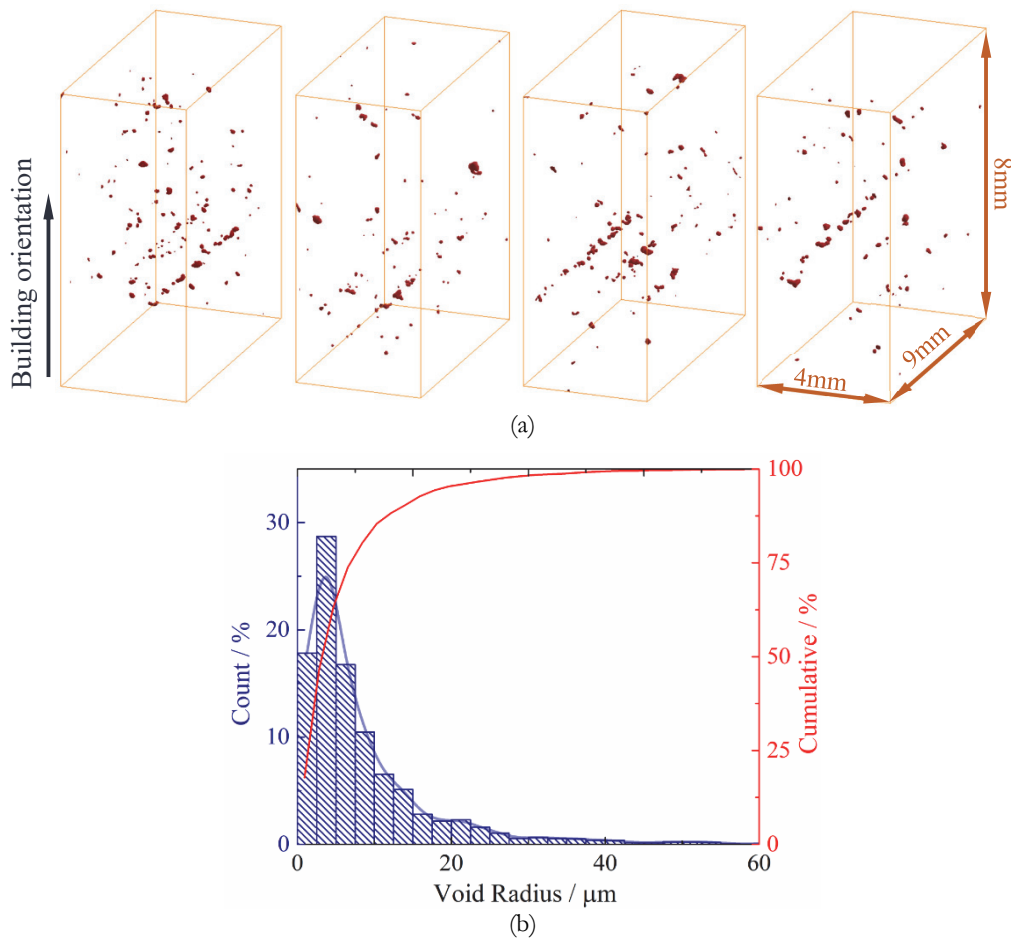 Building orientation
8mm
9mm
4mm
(a)
Count / %
30
20
10
0
100
75
50
25
0
Cumulative / %
0
20
40
60
Void Radius / μm
(b)